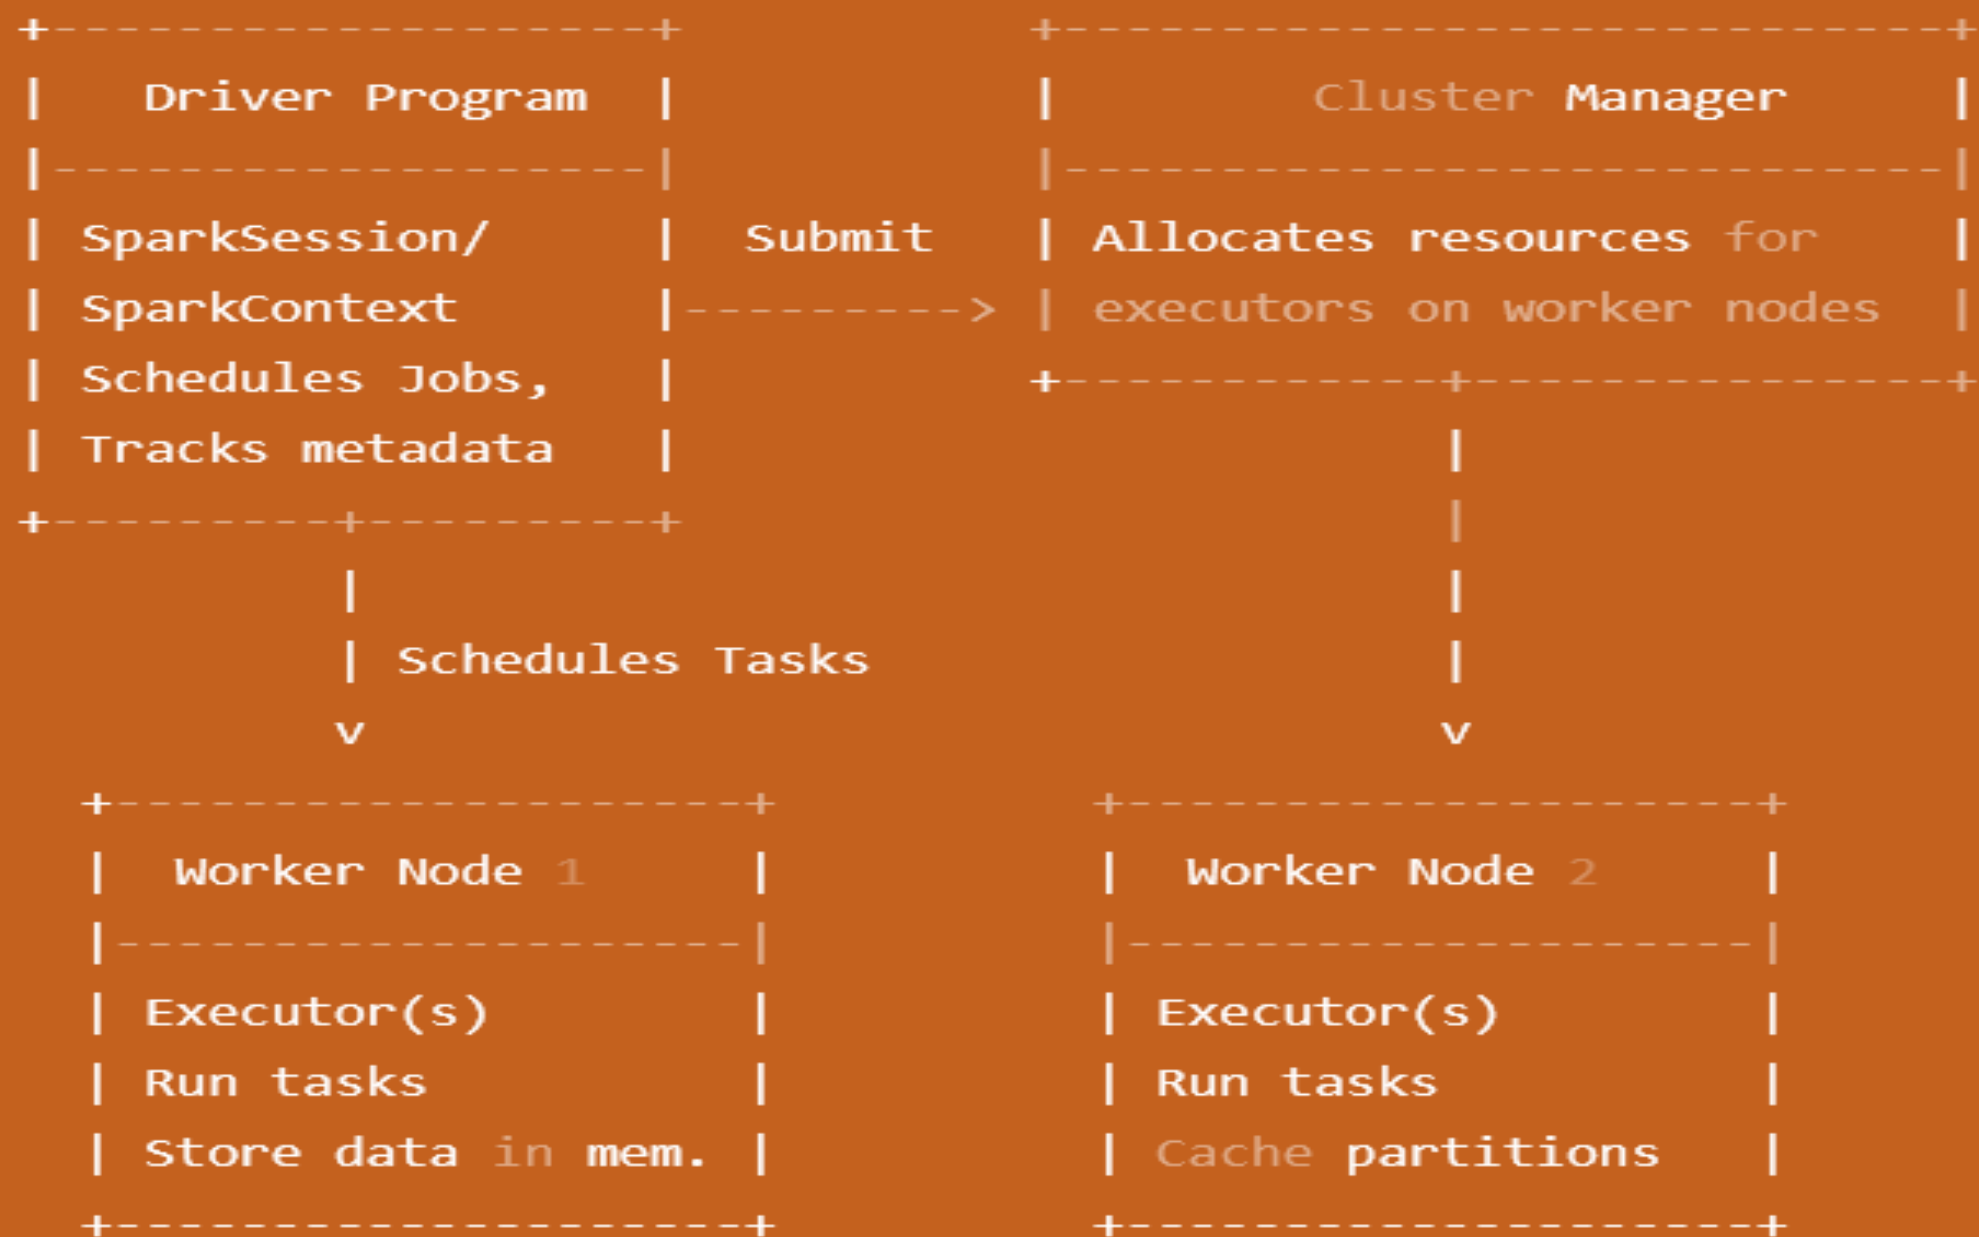 Driver Program
SparkSession/
SparkContext
Schedules Jobs,
Tracks metadata
Submit
Cluster Manager
Allocates resources for
executors on worker nodes
Schedules Tasks
Worker Node 1
Executor(s)
Run tasks
Store data in mem.
Worker Node 2
Executor(s)
Run tasks
Cache partitions